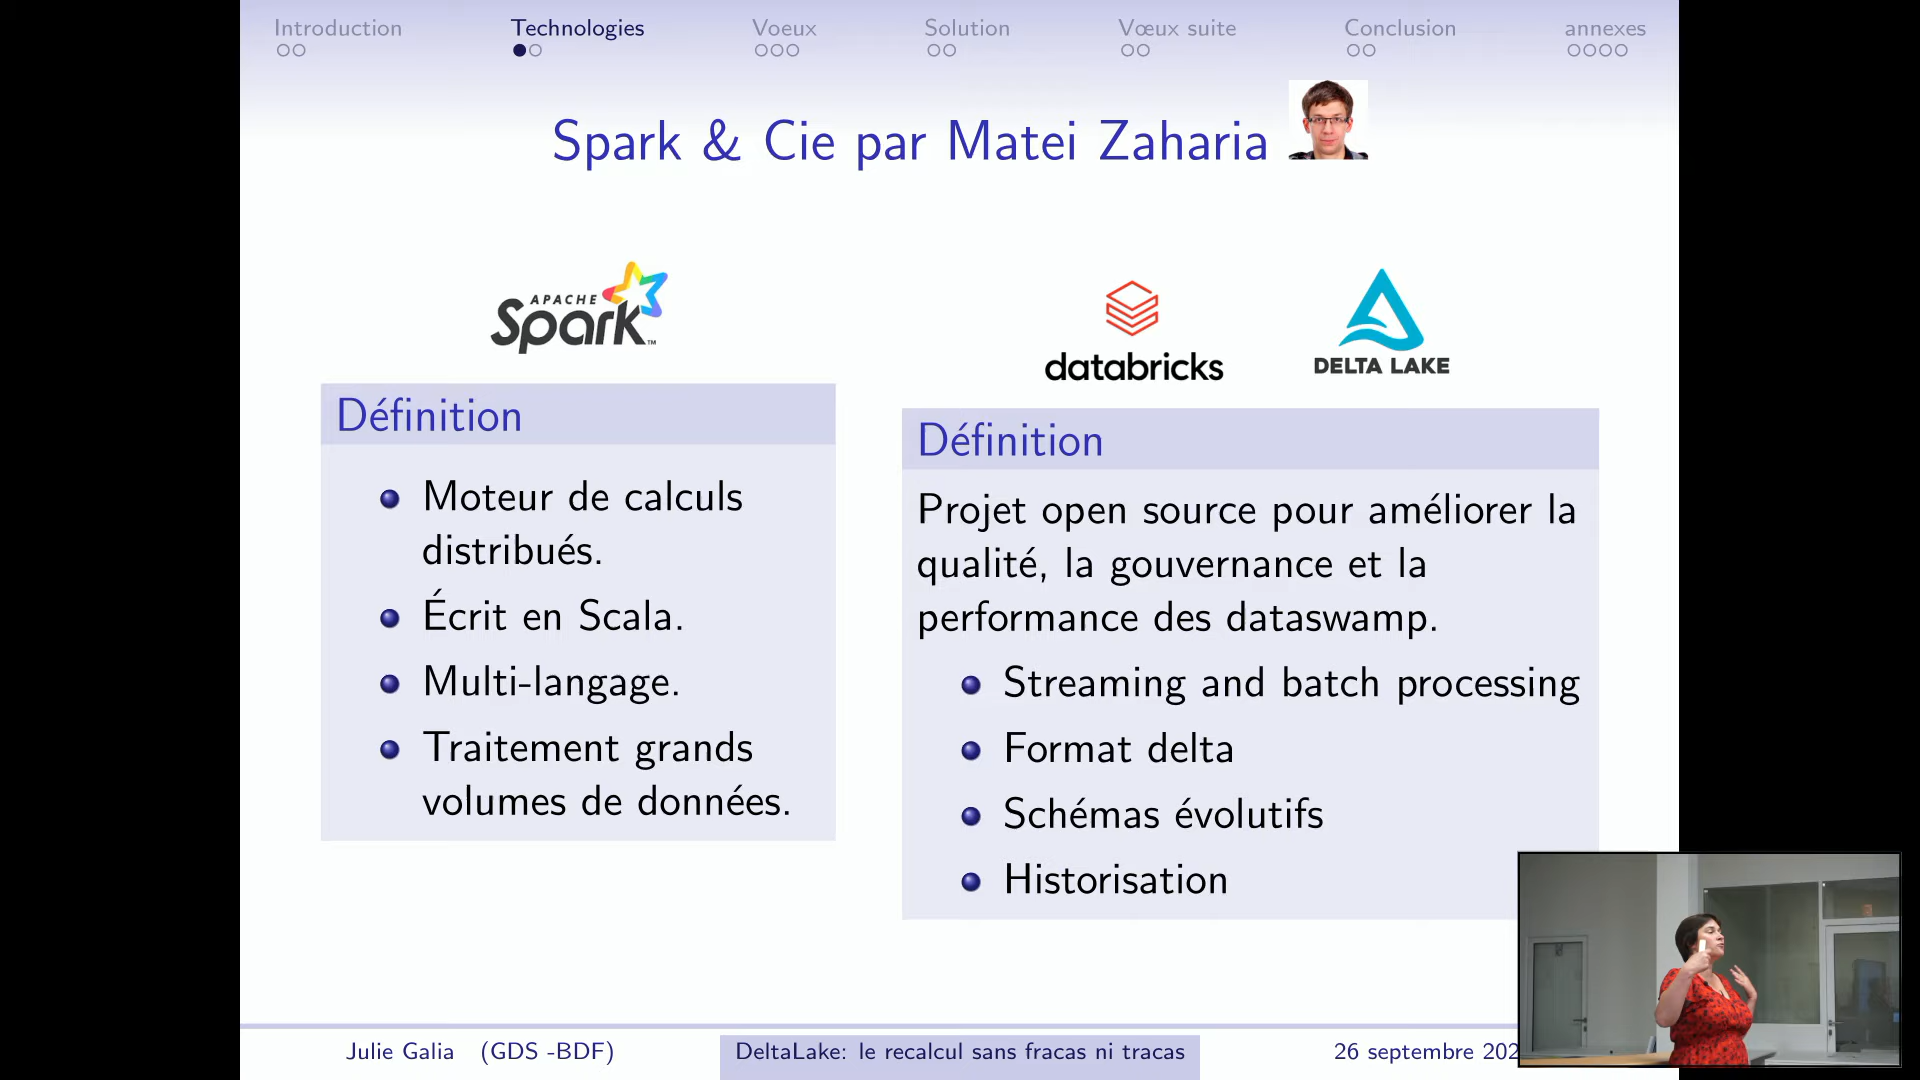 Introduction
Technologies
Voeux
Solution
Vœux suite
Conclusion
annexes
Spark & Cie par Matei Zaharia
APACHE
Spark
TM
databricks
DELTA LAKE
Définition
Moteur de calculs
distribués.
Écrit en Scala.
Multi-langage.
Traitement grands
volumes de données.
Définition
Projet open source pour améliorer la
qualité, la gouvernance et la
performance des dataswamp.
Streaming and batch processing
Format delta
Schémas évolutifs
Historisation
Julie Galia (GDS -BDF)
DeltaLake: le recalcul sans fracas ni tracas
26 septembre